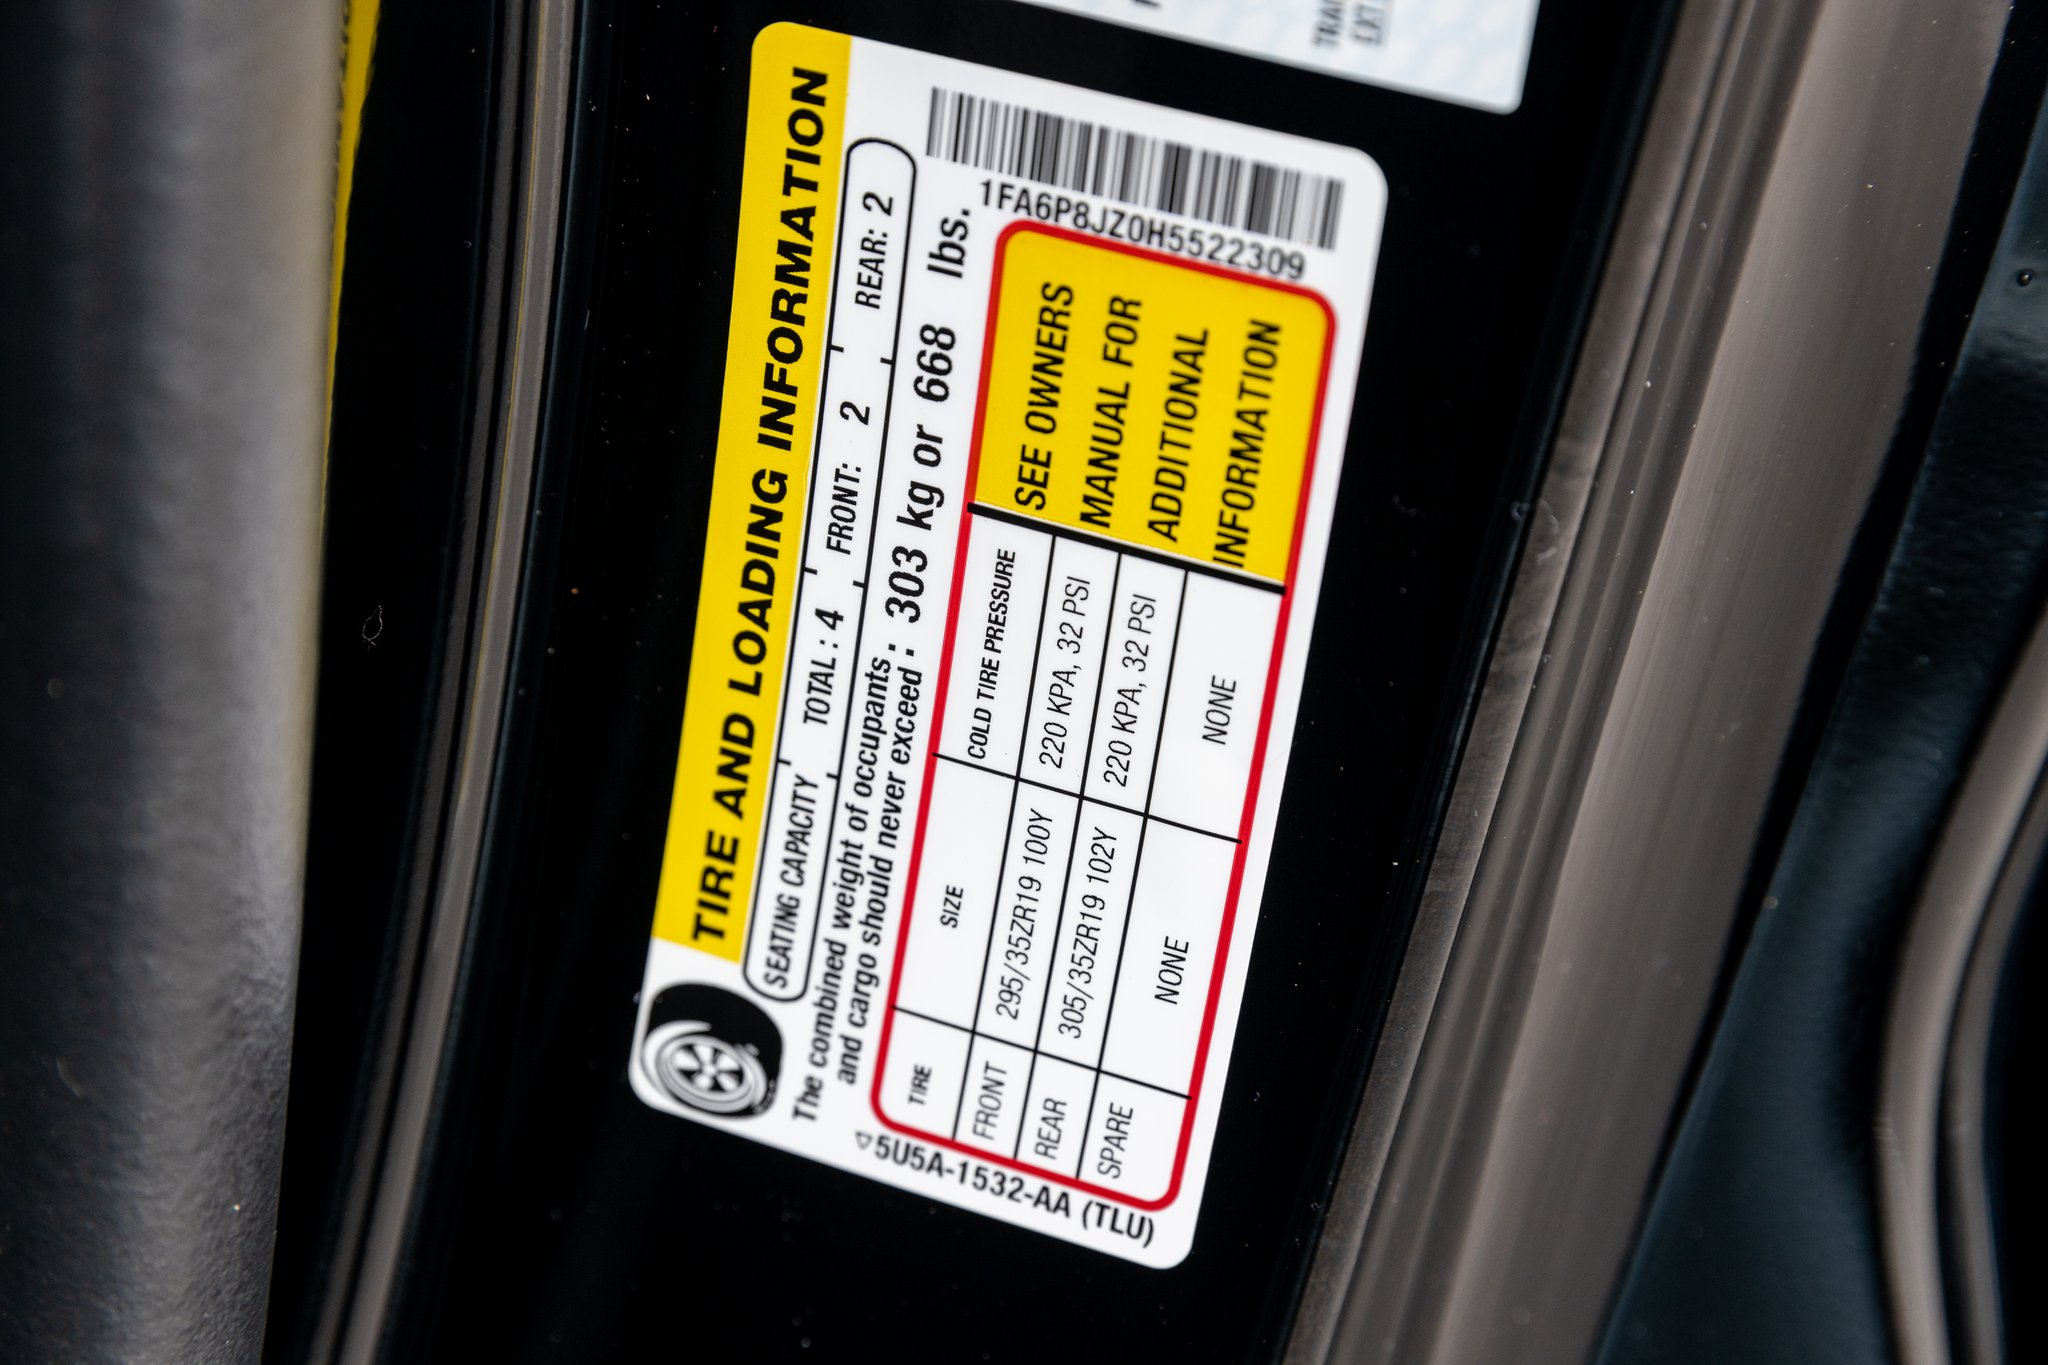 TIRE AND LOADING INFORMATION
SEATING CAPACITY TOTAL : 4 FRONT: 2 REAR: 2
The combined weight of occupants : 303 kg or 668 lbs.
and cargo should never exceed :
1FA6P8JZ0H5522309
TIRE SIZE COLD TIRE PRESSURE
FRONT 295/35ZR19 100Y 220 KPA, 32 PSI
REAR 305/35ZR19 102Y 220 KPA, 32 PSI
SPARE NONE NONE
SEE OWNERS
MANUAL FOR
ADDITIONAL
INFORMATION
5U5A-1532-AA (TLU)